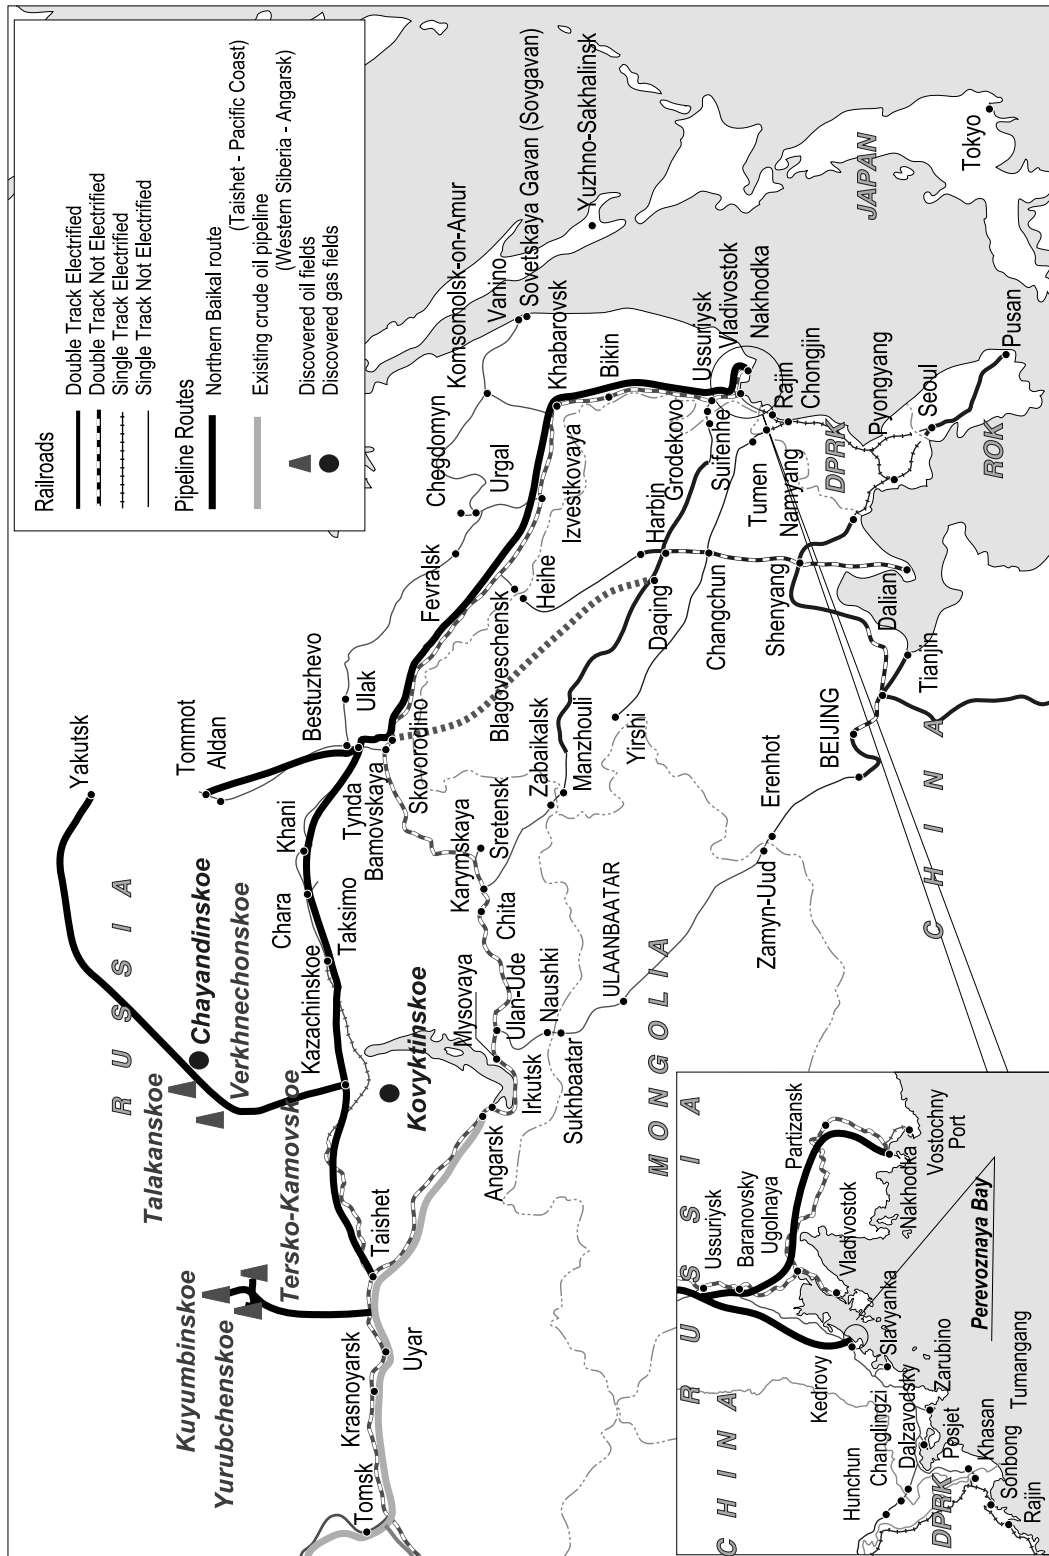 Railroads
Double Track Electrified
Double Track Not Electrified
Single Track Electrified
Single Track Not Electrified
Pipeline Routes
Northern Baikal route
(Taishet - Pacific Coast)
Existing crude oil pipeline
(Western Siberia - Angarsk)
Discovered oil fields
Discovered gas fields
RUSSIA
Yakutsk
Tommot
Aldan
Chayandinskoe
Verkhnechonskoe
Talakanskoe
Tersko-Kamovskoe
Kuyumbinskoe
Yurubchenskoe
Kovyktinskoe
Bestuzhevo
Ulak
Khani
Chara
Taksimo
Kazachinskoe
Tynda
Bamovskaya
Skovorodino
Fevralsk
Chegdomyn
Urgal
Komsomolsk-on-Amur
Vanino
Sovetskaya Gavan (Sovgavan)
Yuzhno-Sakhalinsk
Khabarovsk
Bikin
Izvestkovaya
Blagoveschensk
Heihe
Taishet
Krasnoyarsk
Uyar
Tomsk
Angarsk
Irkutsk
Mysovaya
Ulan-Ude
Naushki
Sukhbaatar
Chita
Karymskaya
Sretensk
Zabaikalsk
Manzhouli
Yirshi
Daqing
Harbin
Grodekovo
Suifenhe
Ussuriysk
Vladivostok
Nakhodka
Changchun
Tumen
Namyang
Rajin
Chongjin
Shenyang
Dalian
Pyongyang
Seoul
Pusan
DPRK
ROK
JAPAN
Tokyo
Tianjin
BEIJING
Erenhot
Zamyn-Uud
ULAANBAATAR
MONGOLIA
CHINA
RUSSIA
CHINA
Ussuriysk
Baranovsky
Ugolnaya
Partizansk
Vladivostok
Nakhodka
Vostochny
Port
Perevoznaya Bay
Kedrovy
Slavyanka
Hunchun
Changlingzi
Dalzavodsky
Zarubino
Posjet
Khasan
Tumangang
Sonbong
Rajin
DPRK